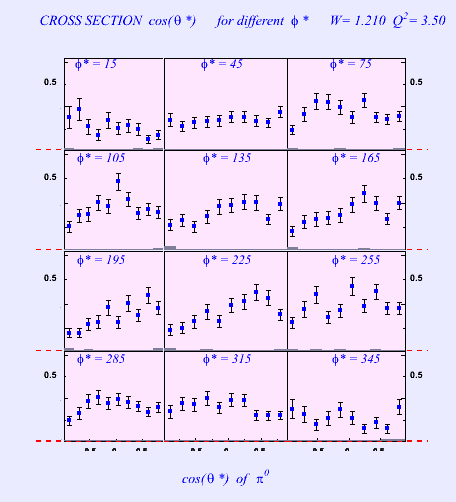 CROSS SECTION cos(θ *) for different ϕ * W= 1.210 Q²= 3.50
ϕ* = 15 ϕ* = 45 ϕ* = 75
0.5 0.5
ϕ* = 105 ϕ* = 135 ϕ* = 165
0.5 0.5
ϕ* = 195 ϕ* = 225 ϕ* = 255
0.5 0.5
ϕ* = 285 ϕ* = 315 ϕ* = 345
0.5 0.5
cos(θ *) of π⁰